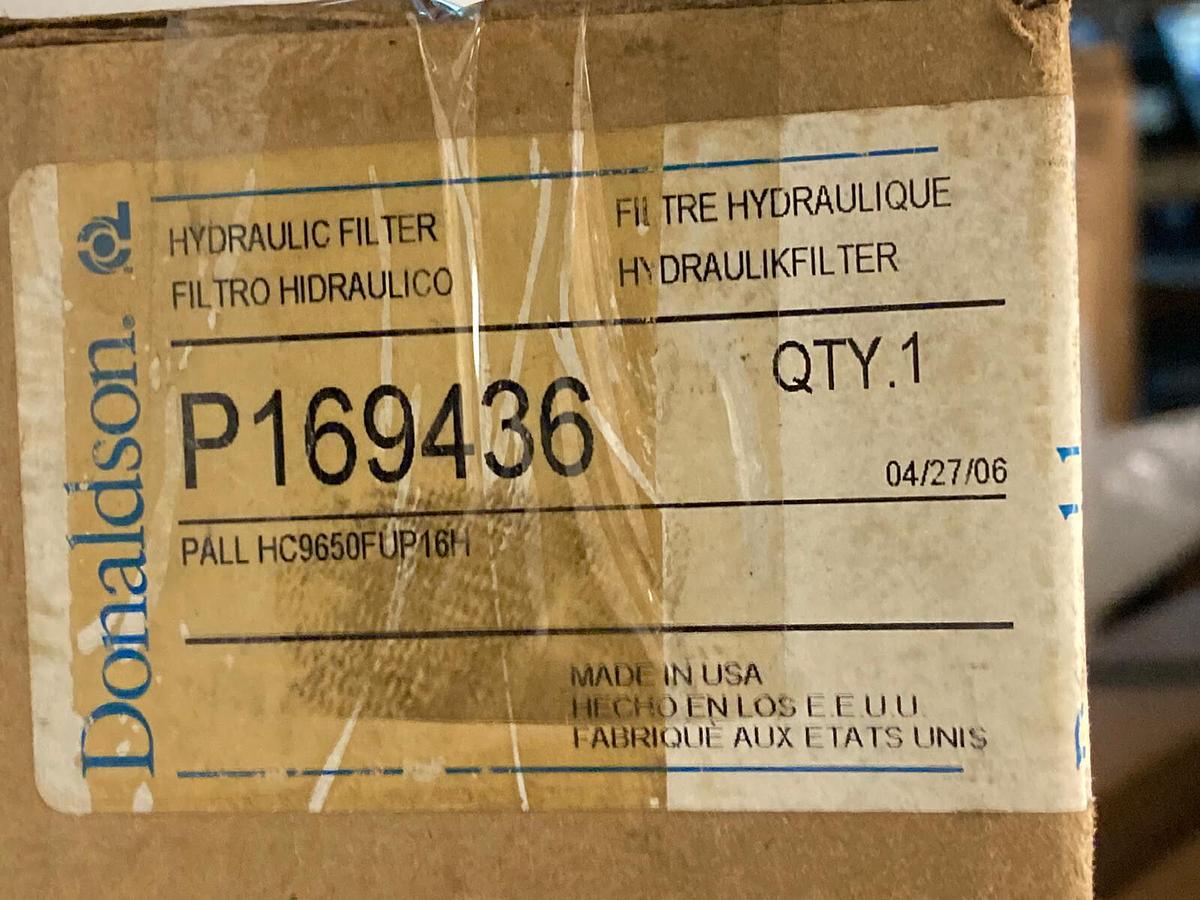 Donaldson.
HYDRAULIC FILTER
FILTRO HIDRAULICO
FILTRE HYDRAULIQUE
HYDRAULIKFILTER
QTY.1
P169436
04/27/06
PALL HC9650FUP16H
MADE IN USA
HECHO EN LOS E.E.U.U.
FABRIQUÈ AUX ETATS UNIS